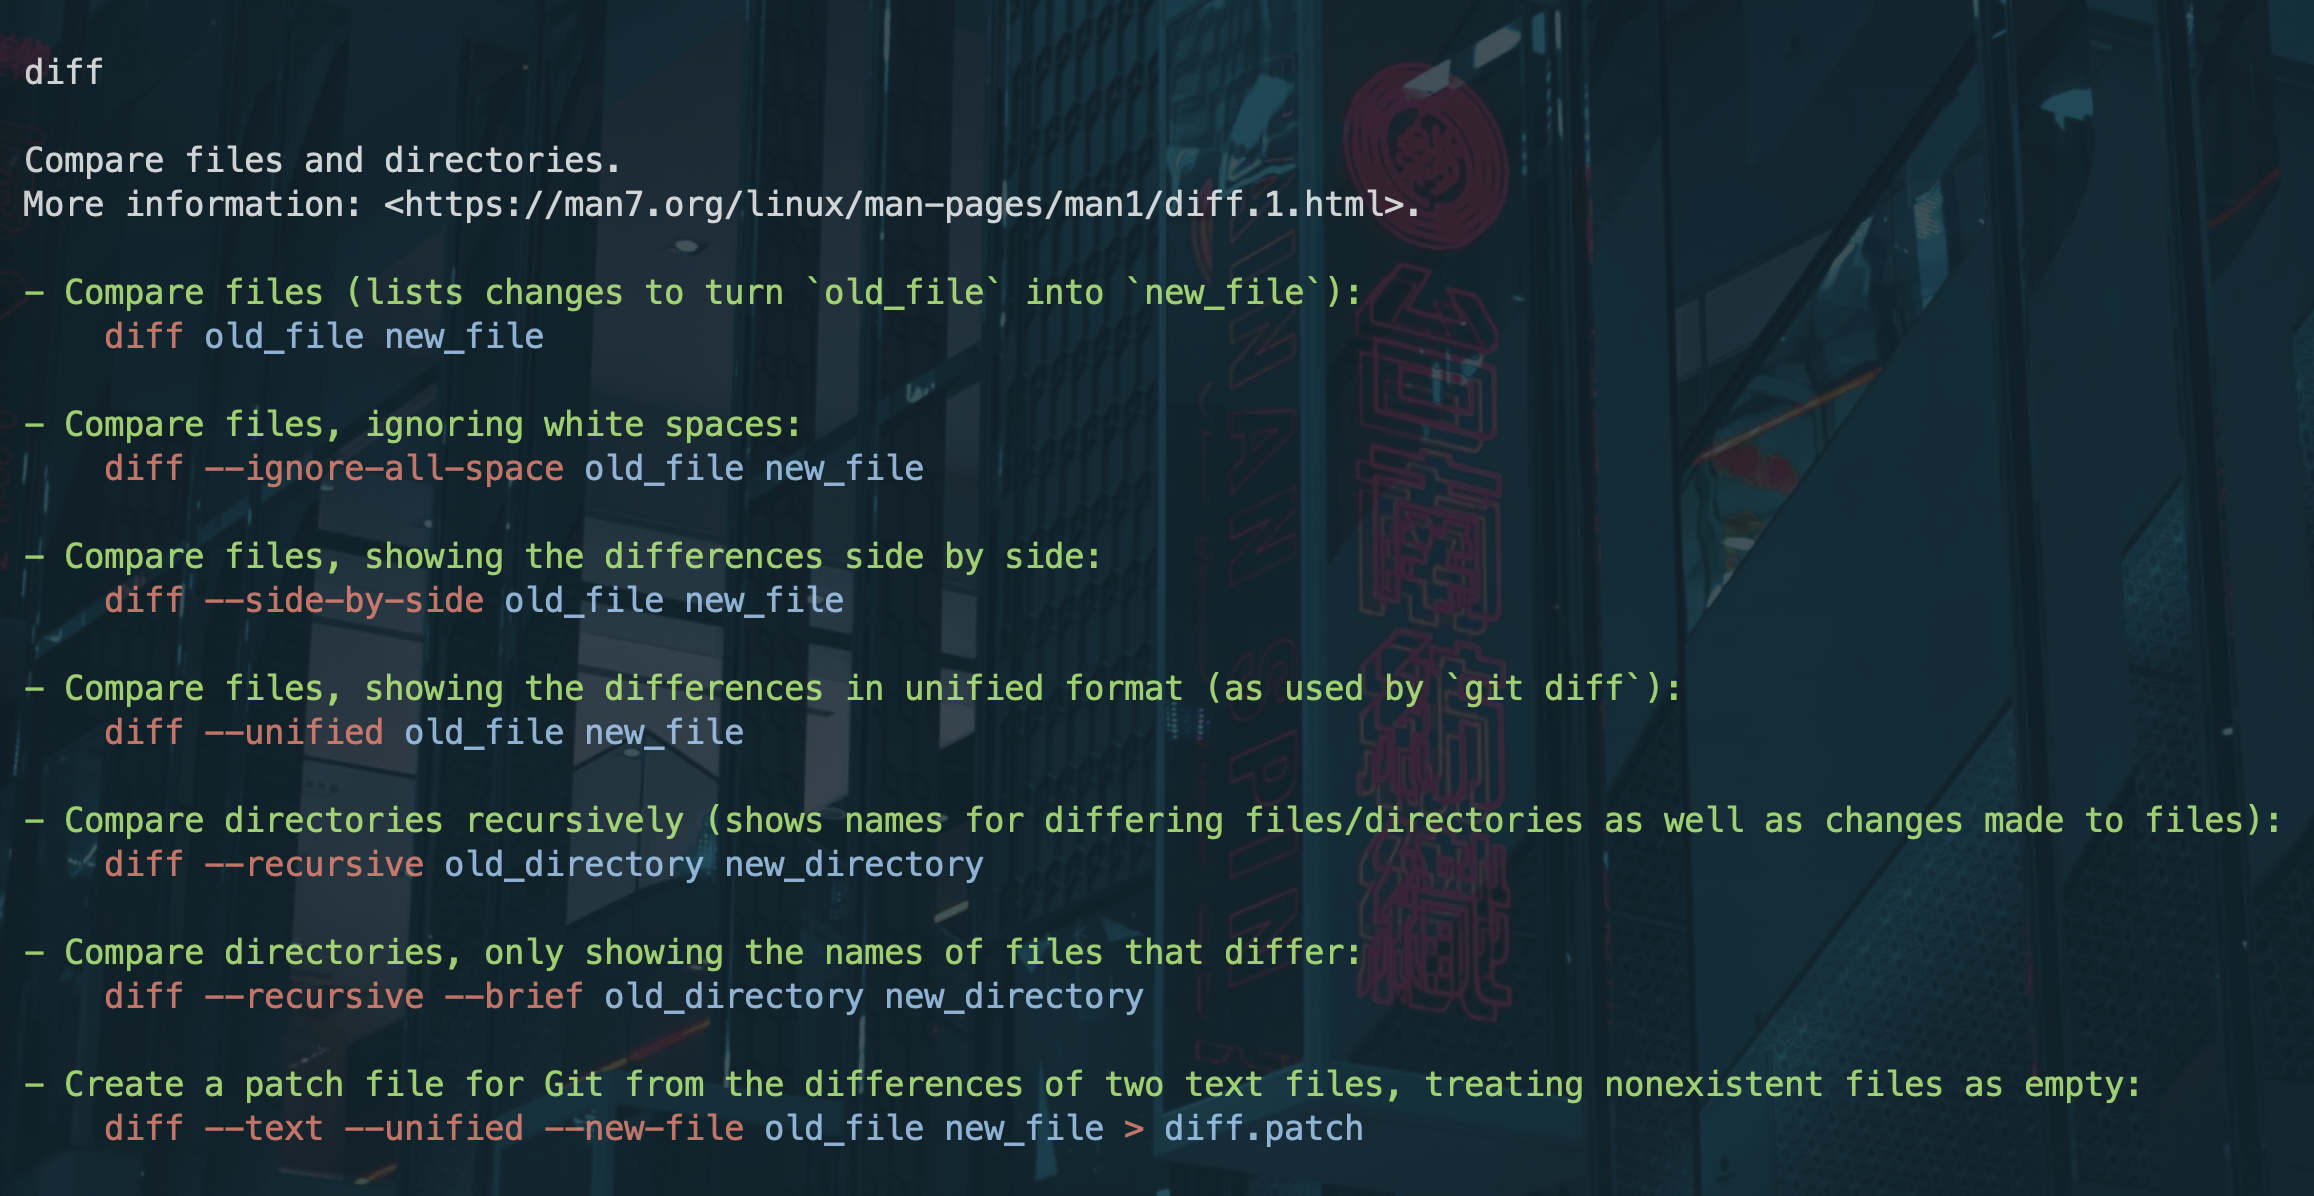 diff
Compare files and directories.
More information: <https://man7.org/linux/man-pages/man1/diff.1.html>.
- Compare files (lists changes to turn `old_file` into `new_file`):
diff old_file new_file
- Compare files, ignoring white spaces:
diff --ignore-all-space old_file new_file
- Compare files, showing the differences side by side:
diff --side-by-side old_file new_file
- Compare files, showing the differences in unified format (as used by `git diff`):
diff --unified old_file new_file
- Compare directories recursively (shows names for differing files/directories as well as changes made to files):
diff --recursive old_directory new_directory
- Compare directories, only showing the names of files that differ:
diff --recursive --brief old_directory new_directory
- Create a patch file for Git from the differences of two text files, treating nonexistent files as empty:
diff --text --unified --new-file old_file new_file > diff.patch